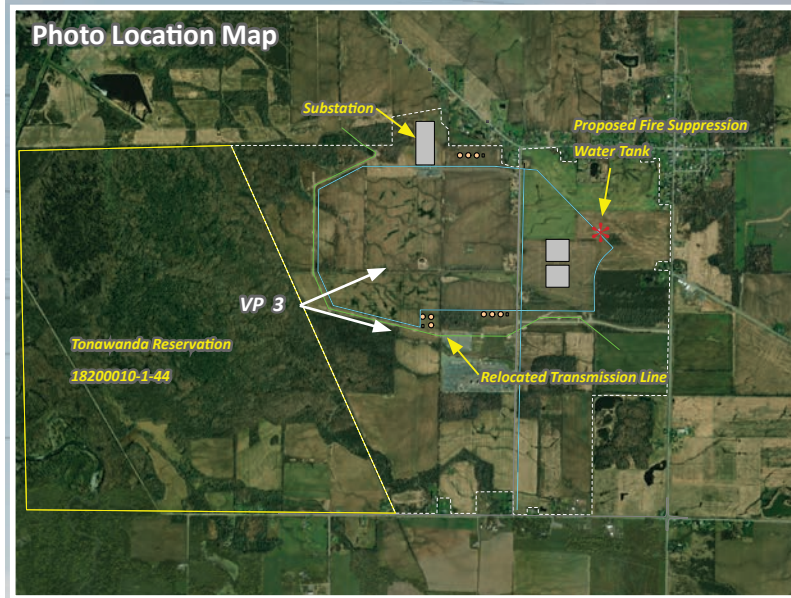 Photo Location Map
Substation
Proposed Fire Suppression
Water Tank
VP 3
Tonawanda Reservation
18200010-1-44
Relocated Transmission Line